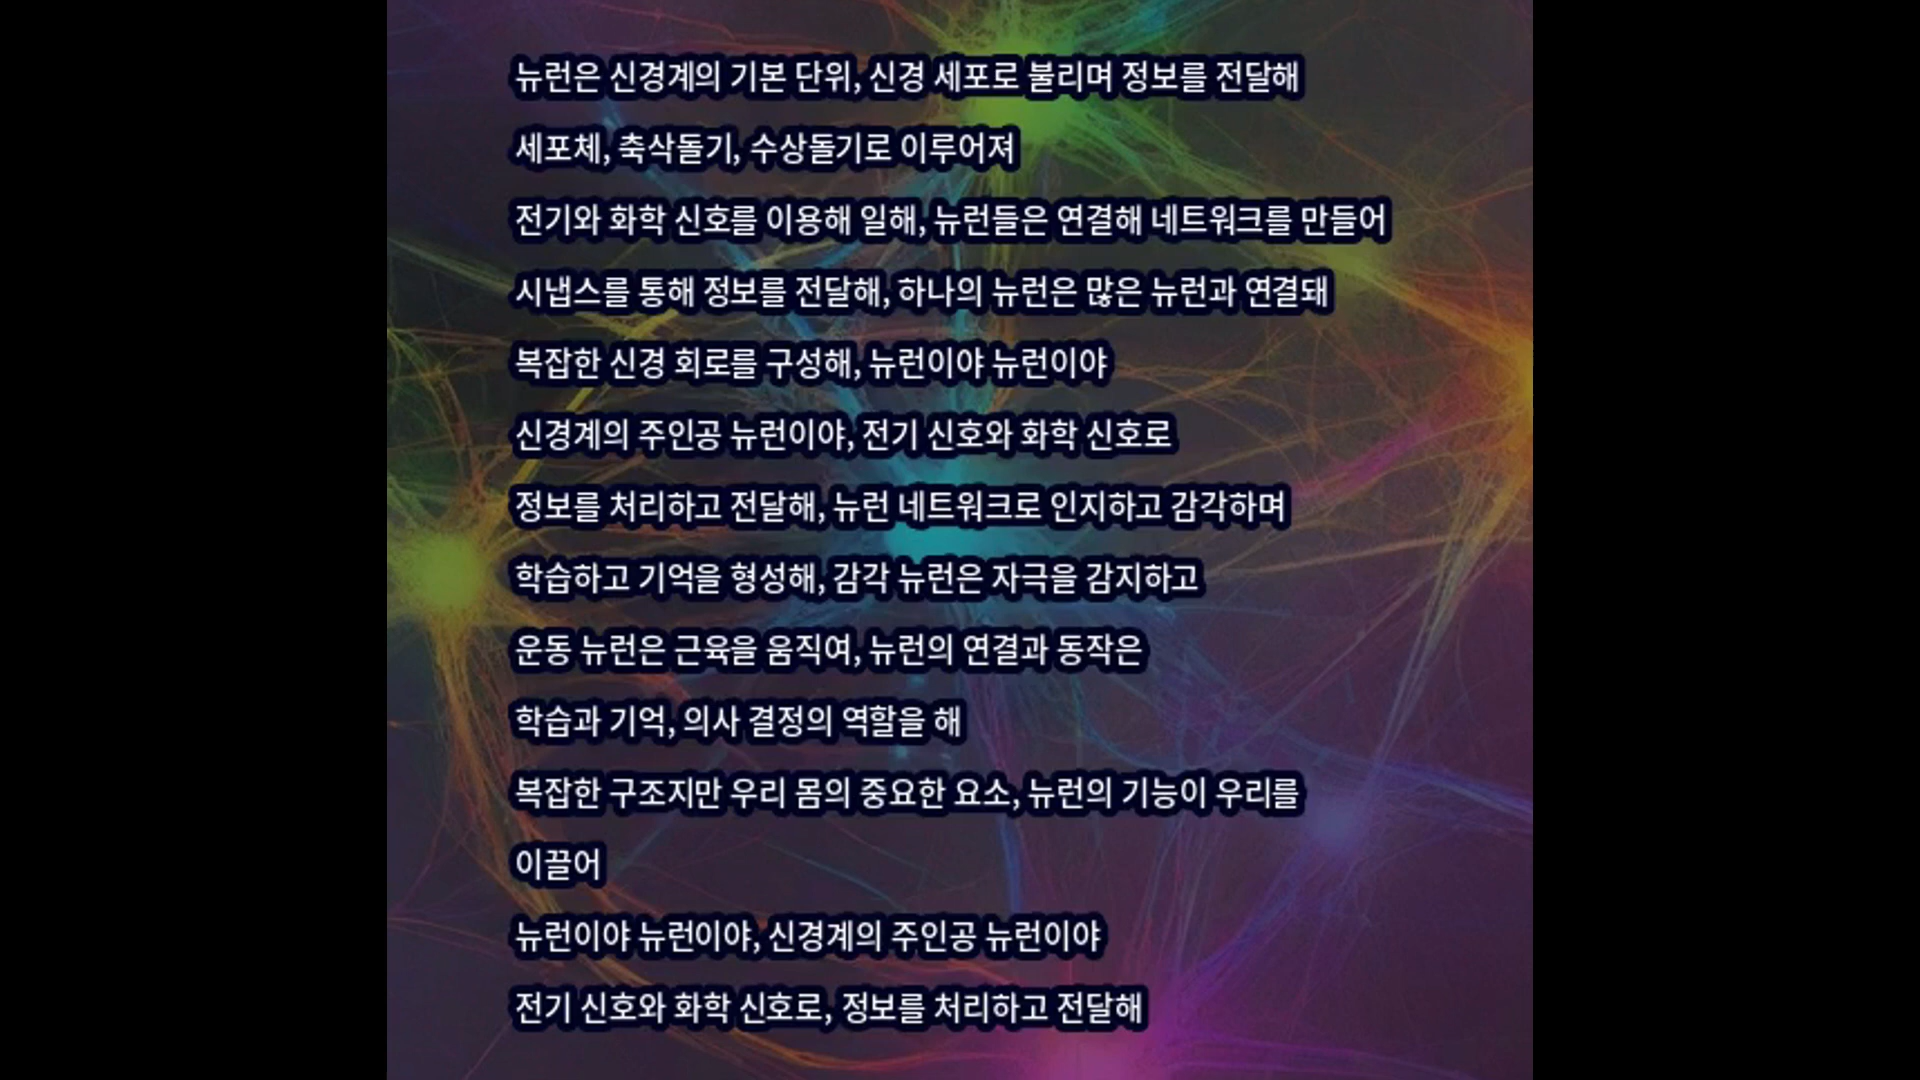 뉴런은 신경계의 기본 단위, 신경 세포로 불리며 정보를 전달해
세포체, 축삭돌기, 수상돌기로 이루어져
전기와 화학 신호를 이용해 일해, 뉴런들은 연결해 네트워크를 만들어
시냅스를 통해 정보를 전달해, 하나의 뉴런은 많은 뉴런과 연결돼
복잡한 신경 회로를 구성해, 뉴런이야 뉴런이야
신경계의 주인공 뉴런이야, 전기 신호와 화학 신호로
정보를 처리하고 전달해, 뉴런 네트워크로 인지하고 감각하며
학습하고 기억을 형성해, 감각 뉴런은 자극을 감지하고
운동 뉴런은 근육을 움직여, 뉴런의 연결과 동작은
학습과 기억, 의사 결정의 역할을 해
복잡한 구조지만 우리 몸의 중요한 요소, 뉴런의 기능이 우리를
이끌어
뉴런이야 뉴런이야, 신경계의 주인공 뉴런이야
전기 신호와 화학 신호로, 정보를 처리하고 전달해